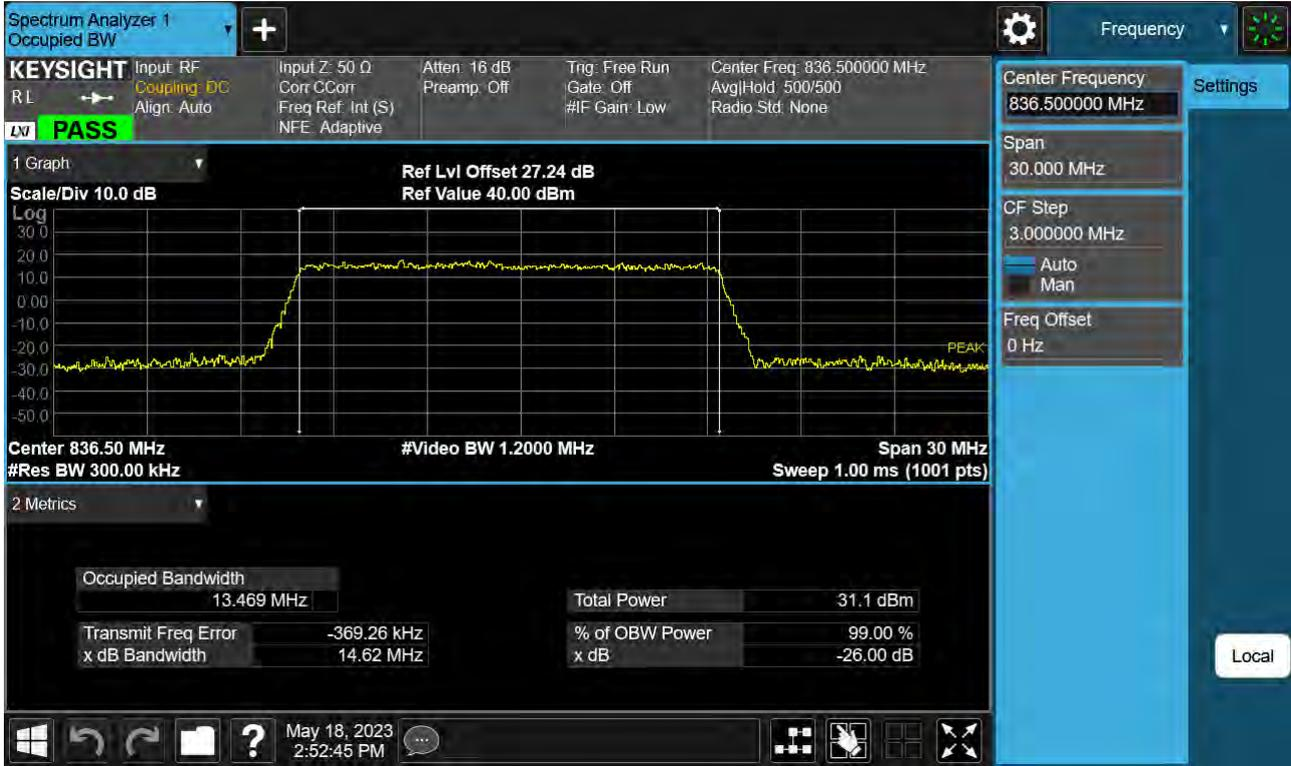 Spectrum Analyzer 1
Occupied BW
+
Frequency
KEYSIGHT
RL
LXI
PASS
Input: RF
Coupling: DC
Align: Auto
Input Z: 50 Ω
Corr CCorr
Freq Ref: Int (S)
NFE: Adaptive
Atten: 16 dB
Preamp: Off
Trig: Free Run
Gate: Off
#IF Gain: Low
Center Freq: 836.500000 MHz
Avg|Hold: 500/500
Radio Std: None
Center Frequency
836.500000 MHz
Settings
Span
30.000 MHz
CF Step
3.000000 MHz
Auto
Man
Freq Offset
0 Hz
1 Graph
Scale/Div 10.0 dB
Ref Lvl Offset 27.24 dB
Ref Value 40.00 dBm
Log
30.0
20.0
10.0
0.00
-10.0
-20.0
-30.0
-40.0
-50.0
PEAK
Center 836.50 MHz
#Res BW 300.00 kHz
#Video BW 1.2000 MHz
Span 30 MHz
Sweep 1.00 ms (1001 pts)
2 Metrics
Occupied Bandwidth
13.469 MHz
Total Power 31.1 dBm
Transmit Freq Error -369.26 kHz
% of OBW Power 99.00 %
x dB Bandwidth 14.62 MHz
x dB -26.00 dB
Local
?
May 18, 2023
2:52:45 PM